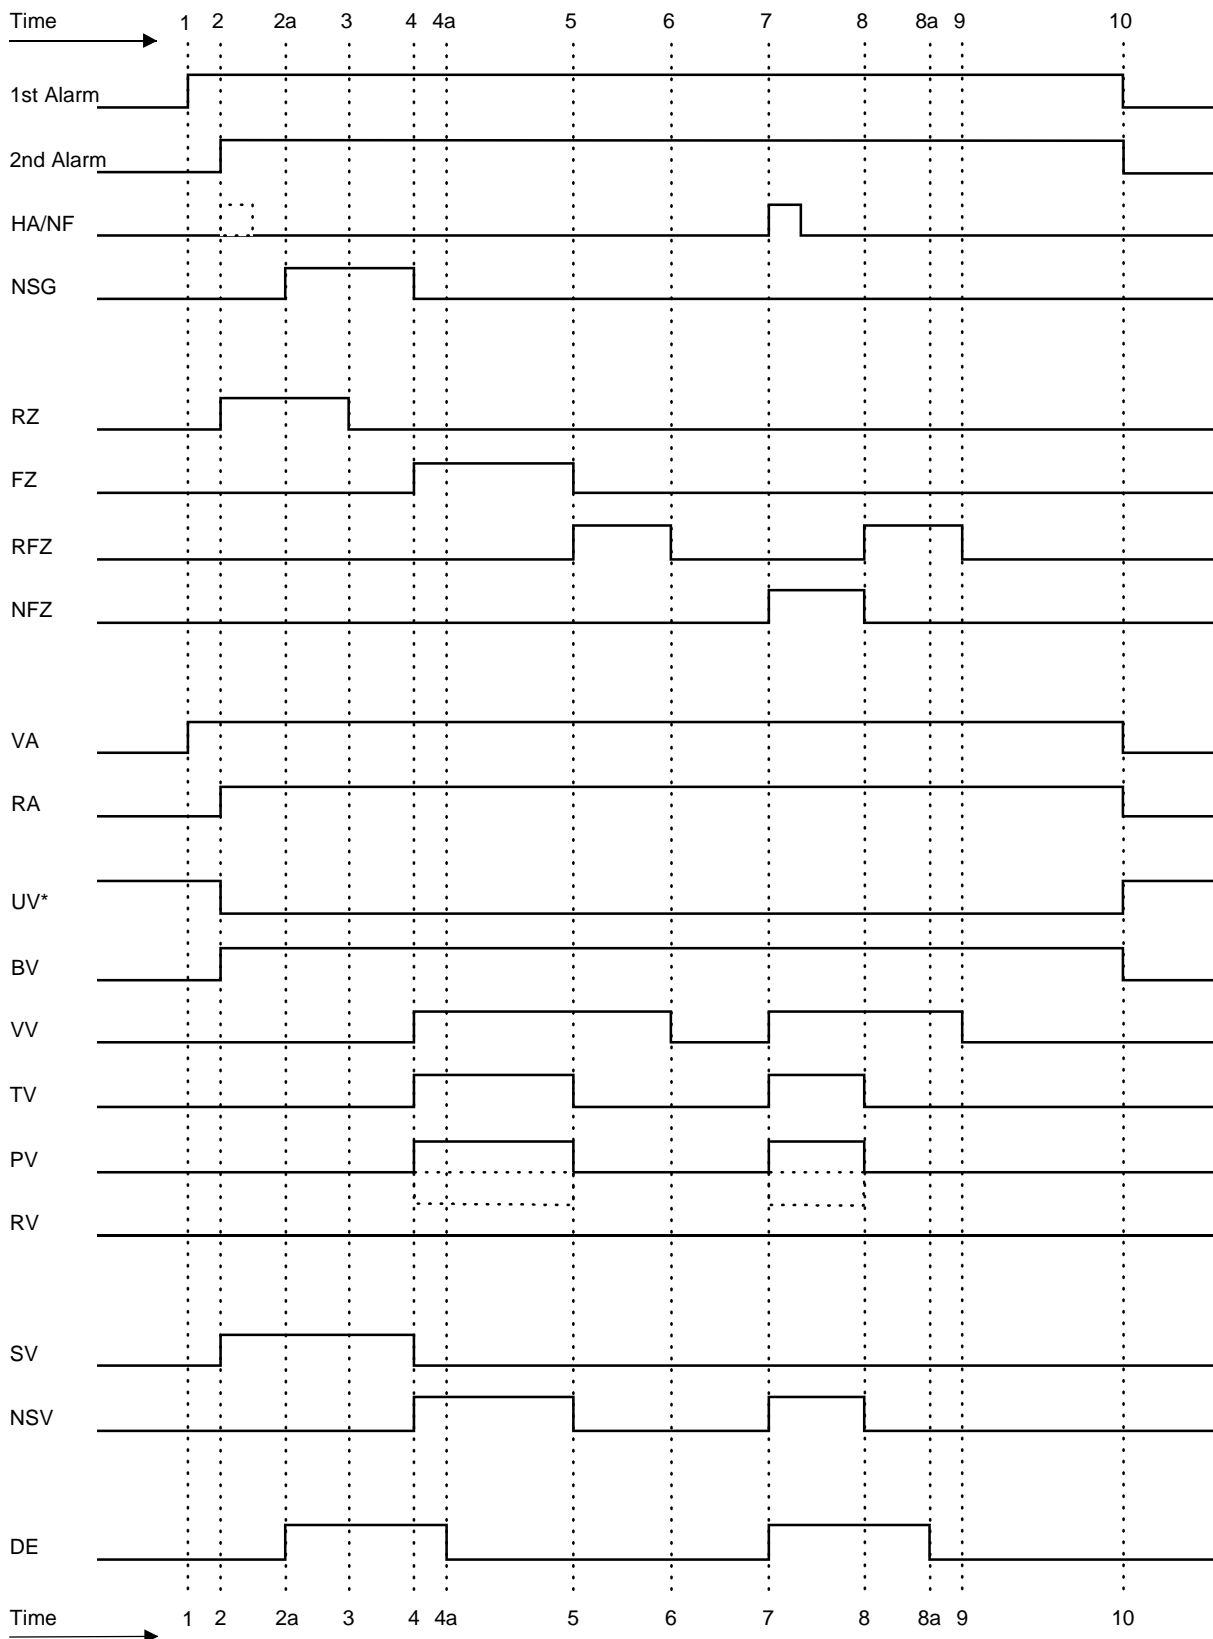 Time 1 2 2a 3 4 4a 5 6 7 8 8a 9 10
1st Alarm
2nd Alarm
HA/NF
NSG
RZ
FZ
RFZ
NFZ
VA
RA
UV*
BV
VV
TV
PV
RV
SV
NSV
DE
Time 1 2 2a 3 4 4a 5 6 7 8 8a 9 10